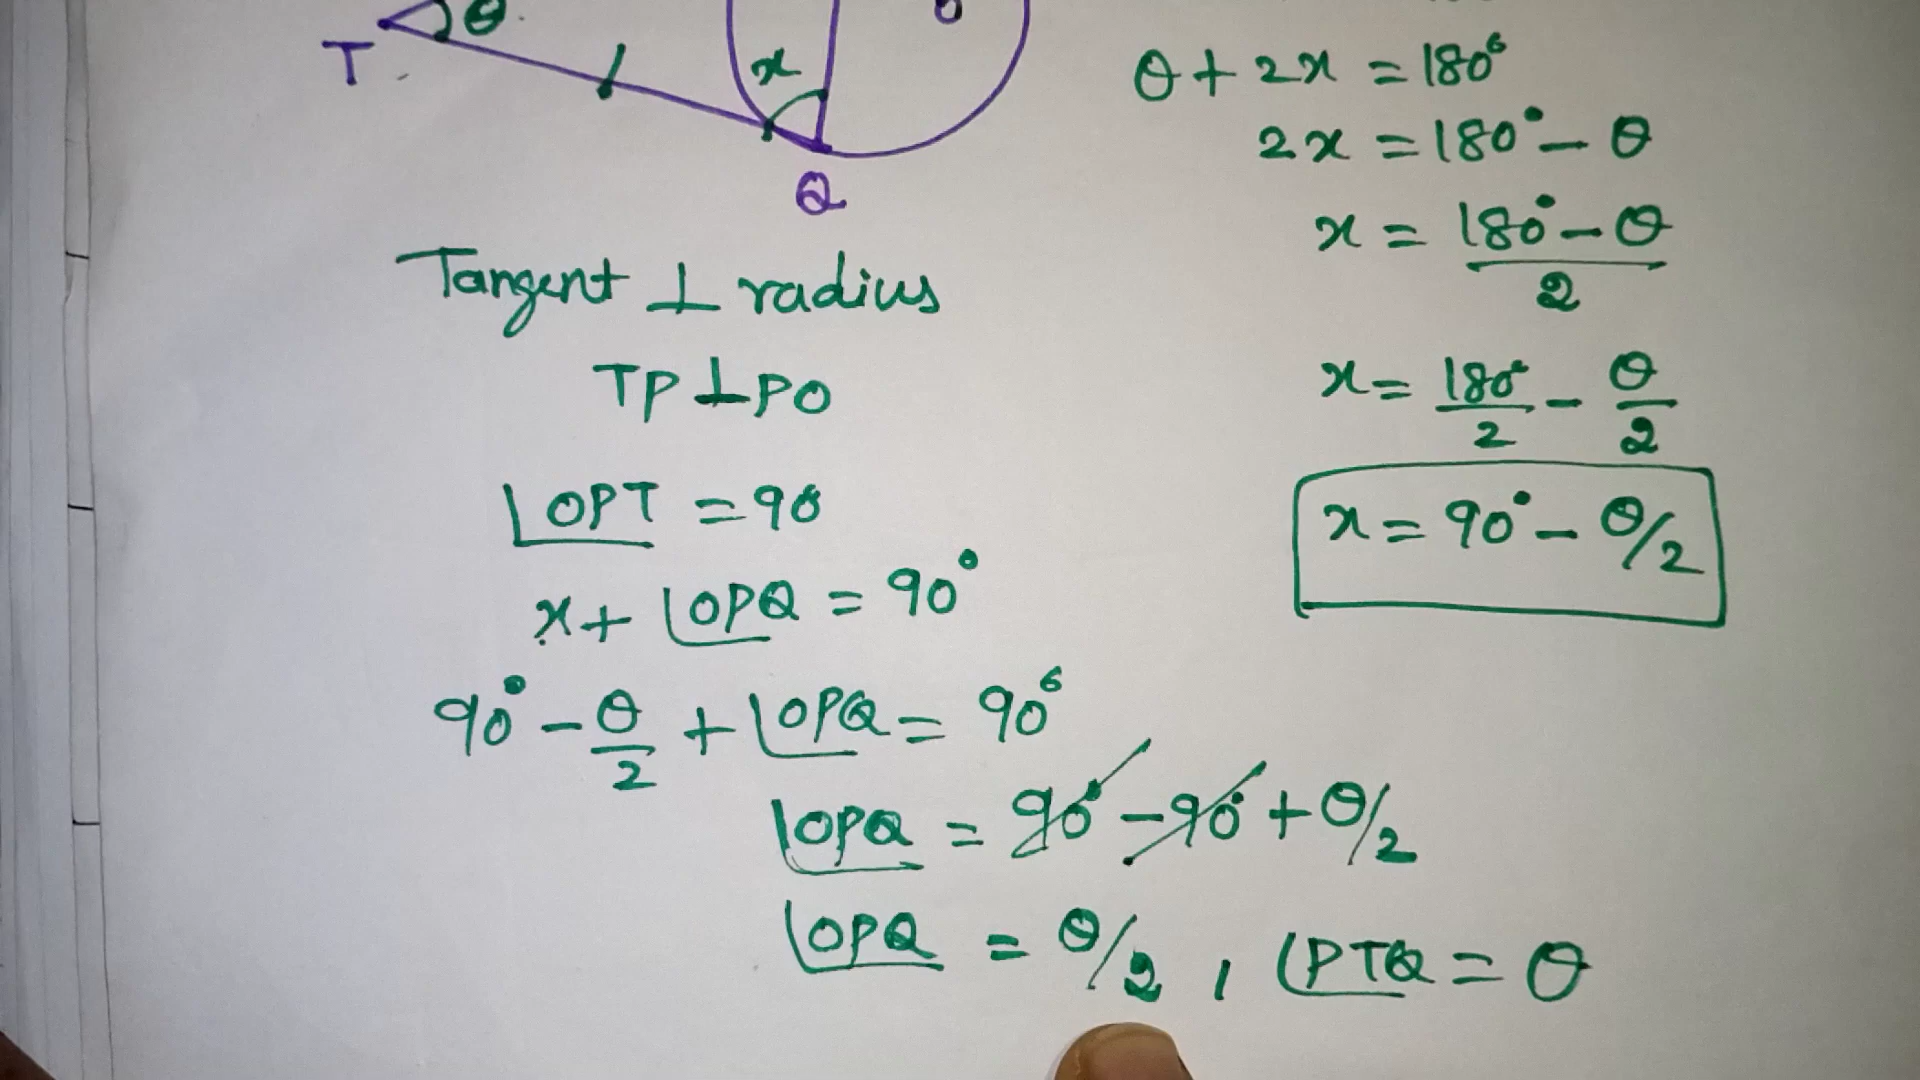 θ
T
x
O
Q
θ + 2x = 180°
2x = 180° - θ
x = 180° - θ / 2
x = 180° / 2 - θ / 2
x = 90° - θ/2
Tangent ⊥ radius
TP ⊥ PO
∠OPT = 90°
x + ∠OPQ = 90°
90° - θ/2 + ∠OPQ = 90°
∠OPQ = 90° - 90° + θ/2
∠OPQ = θ/2 , ∠PTQ = θ